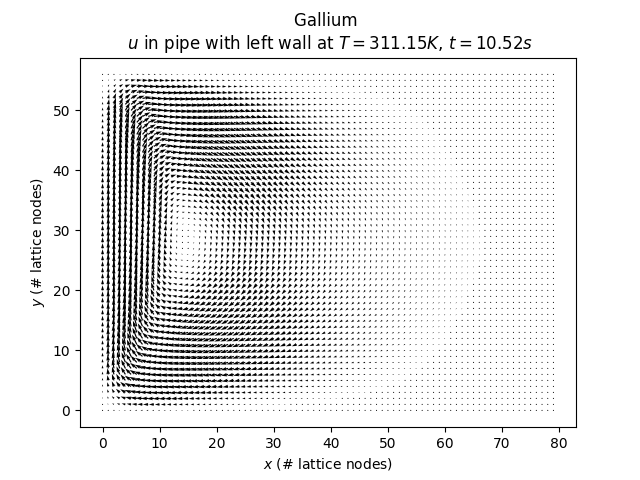 Gallium
u in pipe with left wall at T = 311.15K, t = 10.52s
50
40
30
20
10
0
y (# lattice nodes)
0 10 20 30 40 50 60 70 80
x (# lattice nodes)